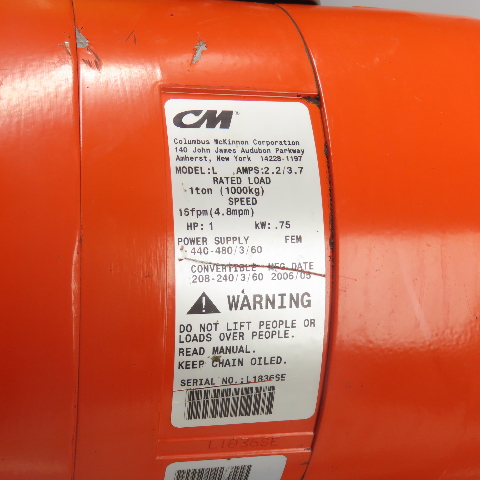 CM
Columbus McKinnon Corporation
140 John James Audubon Parkway
Amherst, New York 14228-1197
MODEL:L AMPS:2.2/3.7
RATED LOAD
1ton (1000kg)
SPEED
16fpm(4.8mpm)
HP: 1 kW: .75
POWER SUPPLY FEM
440-480/3/60
CONVERTIBLE MFG.DATE
208-240/3/60 2006/03
WARNING
DO NOT LIFT PEOPLE OR
LOADS OVER PEOPLE.
READ MANUAL.
KEEP CHAIN OILED.
SERIAL NO.:L1836SE
L1836SE